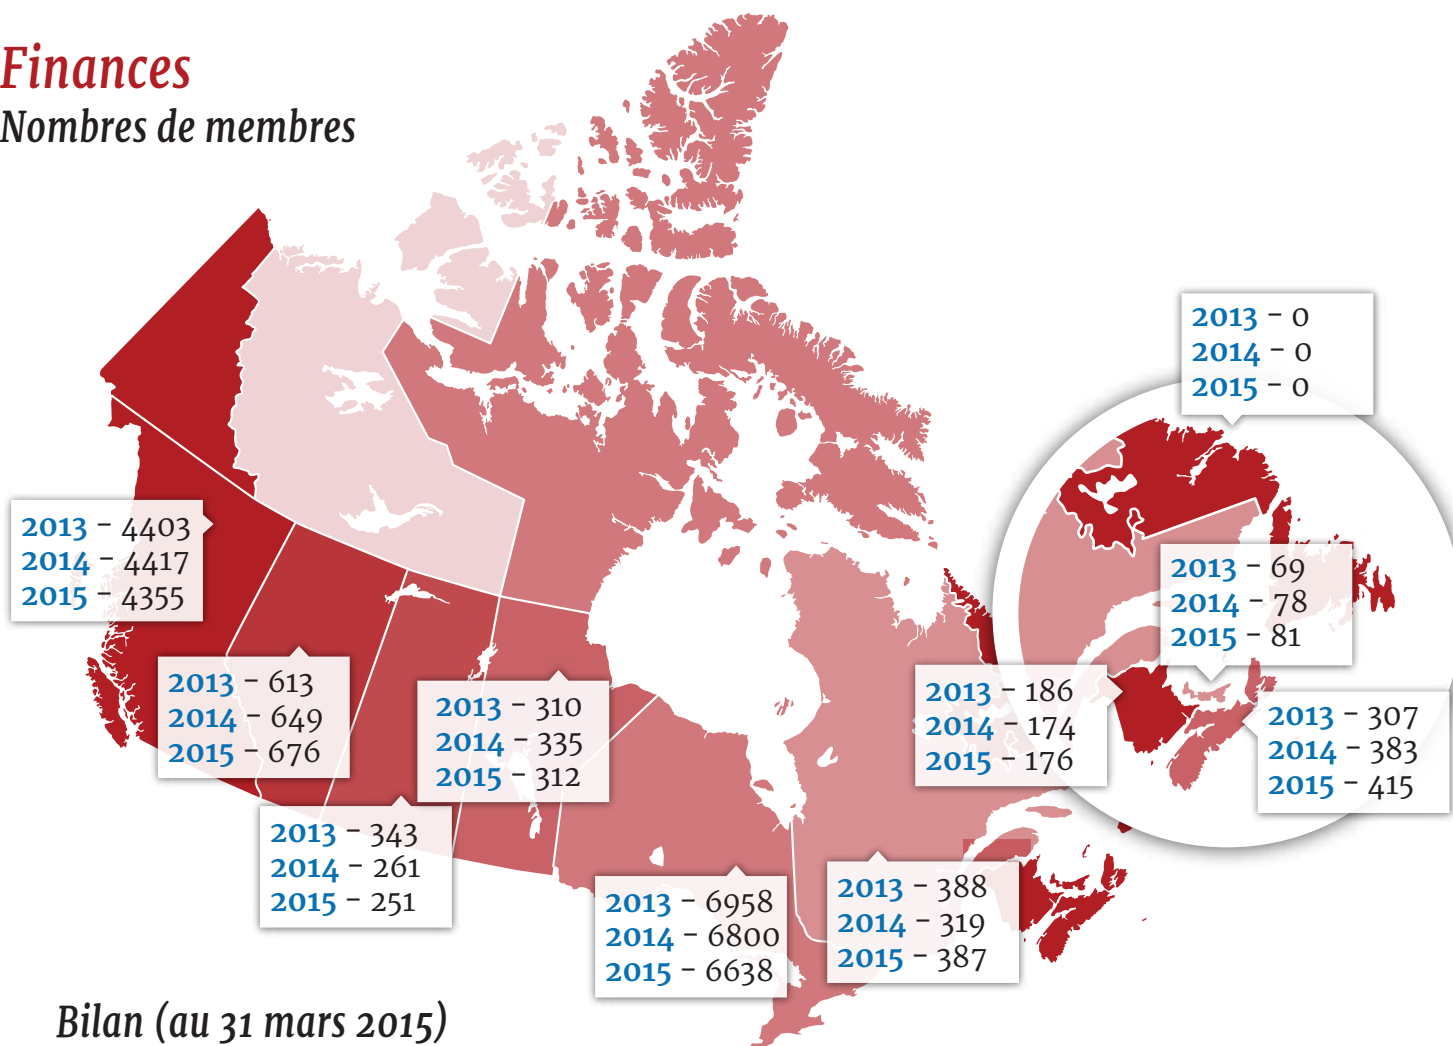 Finances
Nombres de membres
2013 - 0
2014 - 0
2015 - 0
2013 - 4403
2014 - 4417
2015 - 4355
2013 - 69
2014 - 78
2015 - 81
2013 - 613
2014 - 649
2015 - 676
2013 - 310
2014 - 335
2015 - 312
2013 - 186
2014 - 174
2015 - 176
2013 - 307
2014 - 383
2015 - 415
2013 - 343
2014 - 261
2015 - 251
2013 - 6958
2014 - 6800
2015 - 6638
2013 - 388
2014 - 319
2015 - 387
Bilan (au 31 mars 2015)